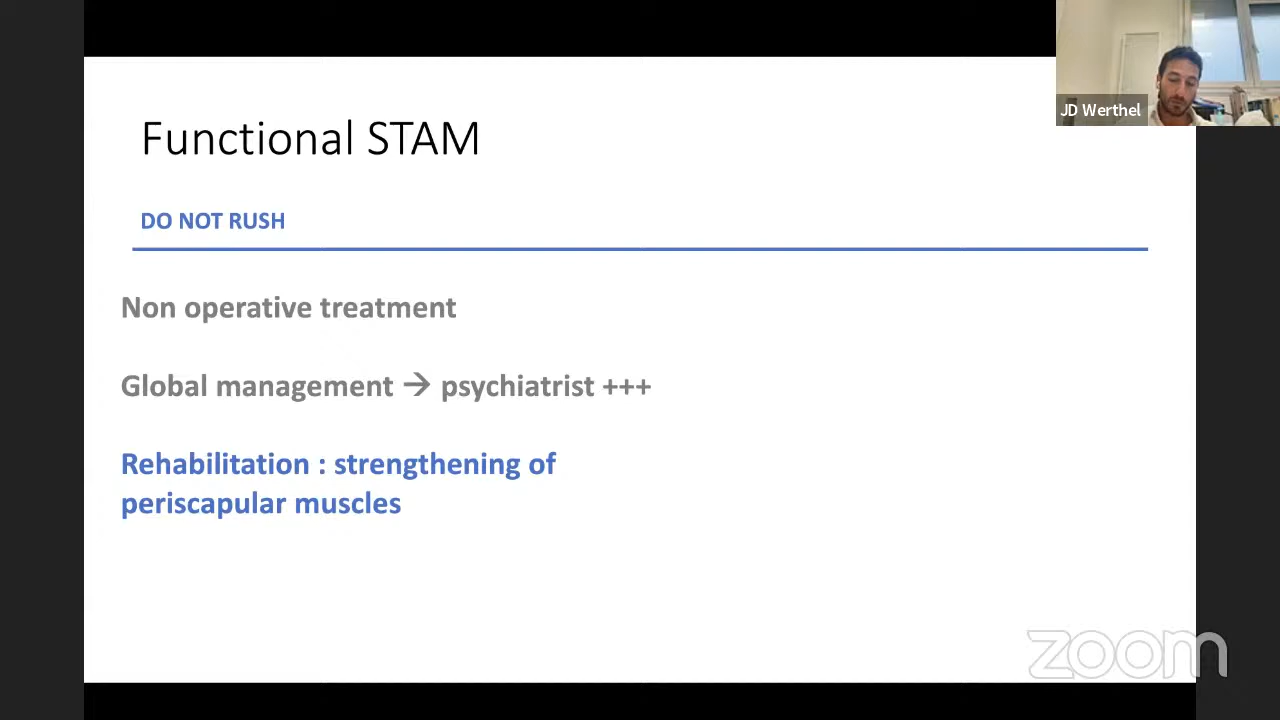 JD Werthel
Functional STAM
DO NOT RUSH
Non operative treatment
Global management → psychiatrist +++
Rehabilitation : strengthening of
periscapular muscles
zoom